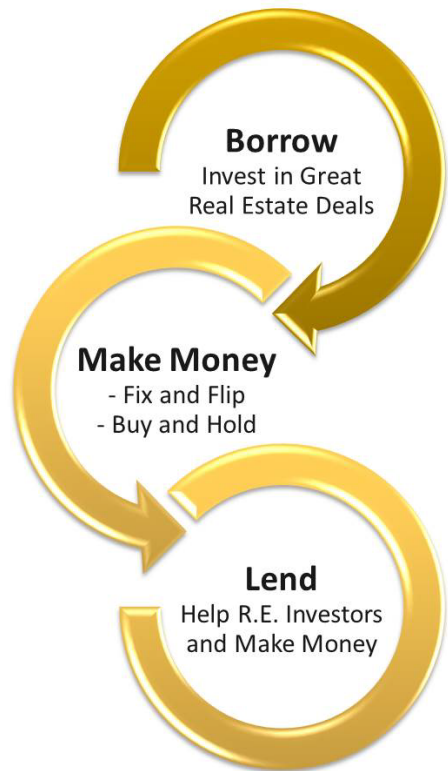 Borrow
Invest in Great
Real Estate Deals
Make Money
- Fix and Flip
- Buy and Hold
Lend
Help R.E. Investors
and Make Money